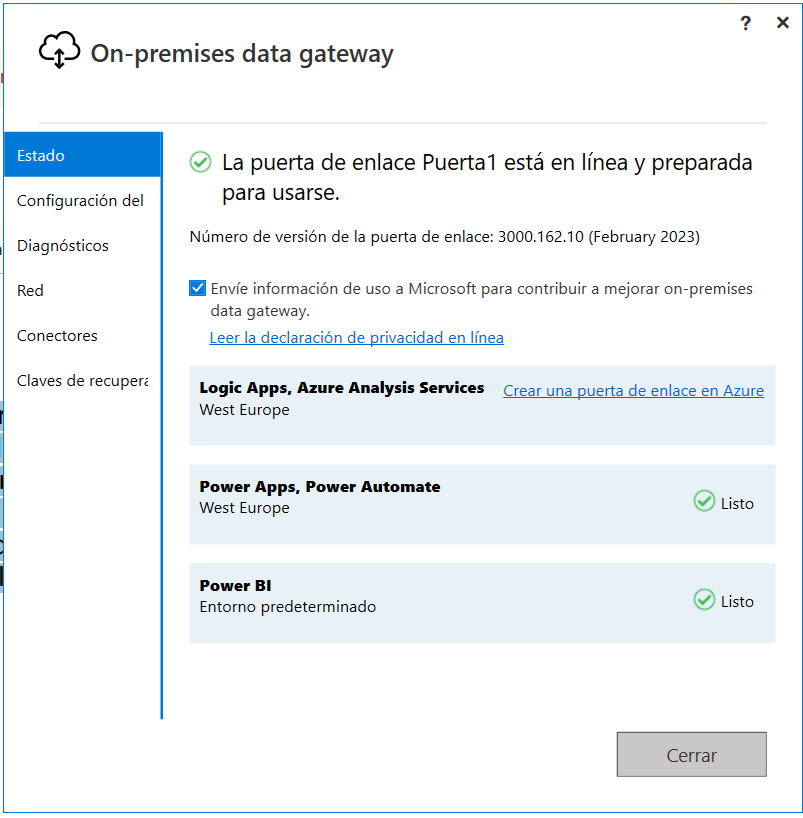 ?
On-premises data gateway
Estado
Configuración del
Diagnósticos
Red
Conectores
Claves de recupera
La puerta de enlace Puerta1 está en línea y preparada
para usarse.
Número de versión de la puerta de enlace: 3000.162.10 (February 2023)
Envíe información de uso a Microsoft para contribuir a mejorar on-premises
data gateway.
Leer la declaración de privacidad en línea
Logic Apps, Azure Analysis Services
Crear una puerta de enlace en Azure
West Europe
Power Apps, Power Automate
West Europe
Listo
Power BI
Entorno predeterminado
Listo
Cerrar